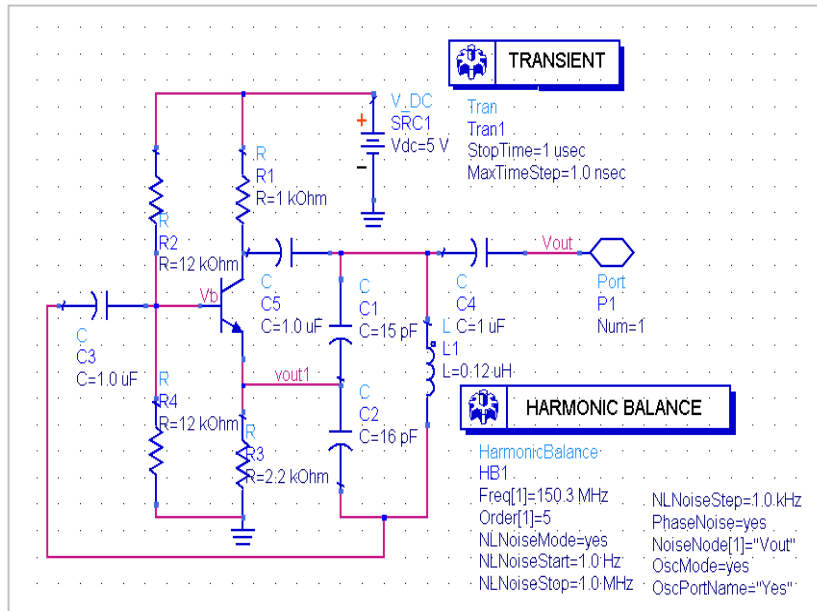 TRANSIENT
Tran
Tran1
StopTime=1 usec
MaxTimeStep=1.0 nsec
V_DC
SRC1
Vdc=5 V
+
−
R
R1
R=1 kOhm
R
R2
R=12 kOhm
Vb
C
C5
C=1.0 uF
C
C1
C=15 pF
C
C4
C=1 uF
Vout
Port
P1
Num=1
L
L1
L=0.12 uH
C
C3
C=1.0 uF
vout1
C
C2
C=16 pF
R
R4
R=12 kOhm
R
R3
R=2.2 kOhm
HARMONIC BALANCE
HarmonicBalance
HB1
Freq[1]=150.3 MHz
Order[1]=5
NLNoiseMode=yes
NLNoiseStart=1.0 Hz
NLNoiseStop=1.0 MHz
NLNoiseStep=1.0 kHz
PhaseNoise=yes
NoiseNode[1]="Vout"
OscMode=yes
OscPortName="Yes"